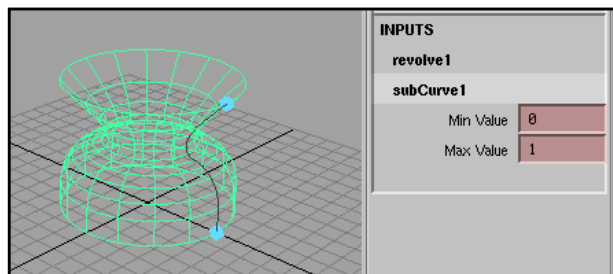 INPUTS
revolve1
subCurve1
Min Value 0
Max Value 1